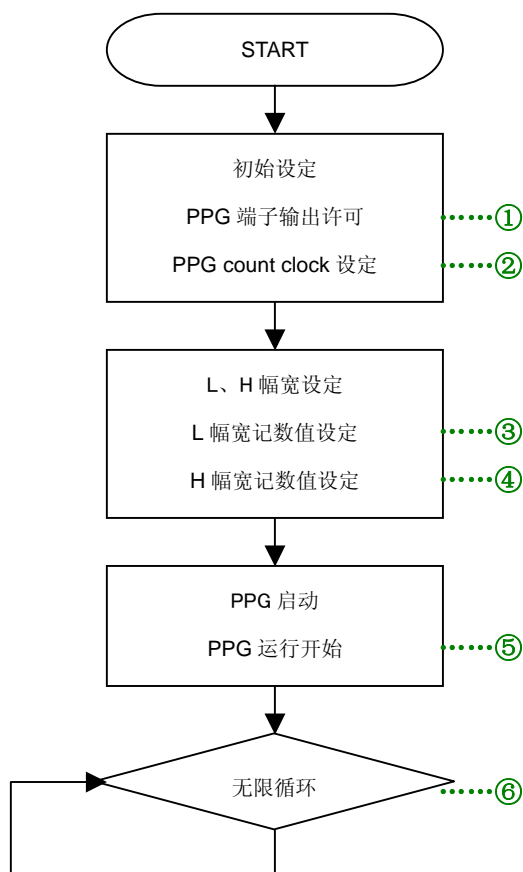 START
初始设定
PPG 端子输出许可 ①
PPG count clock 设定 ②
L、H 幅宽设定
L 幅宽记数值设定 ③
H 幅宽记数值设定 ④
PPG 启动
PPG 运行开始 ⑤
无限循环 ⑥